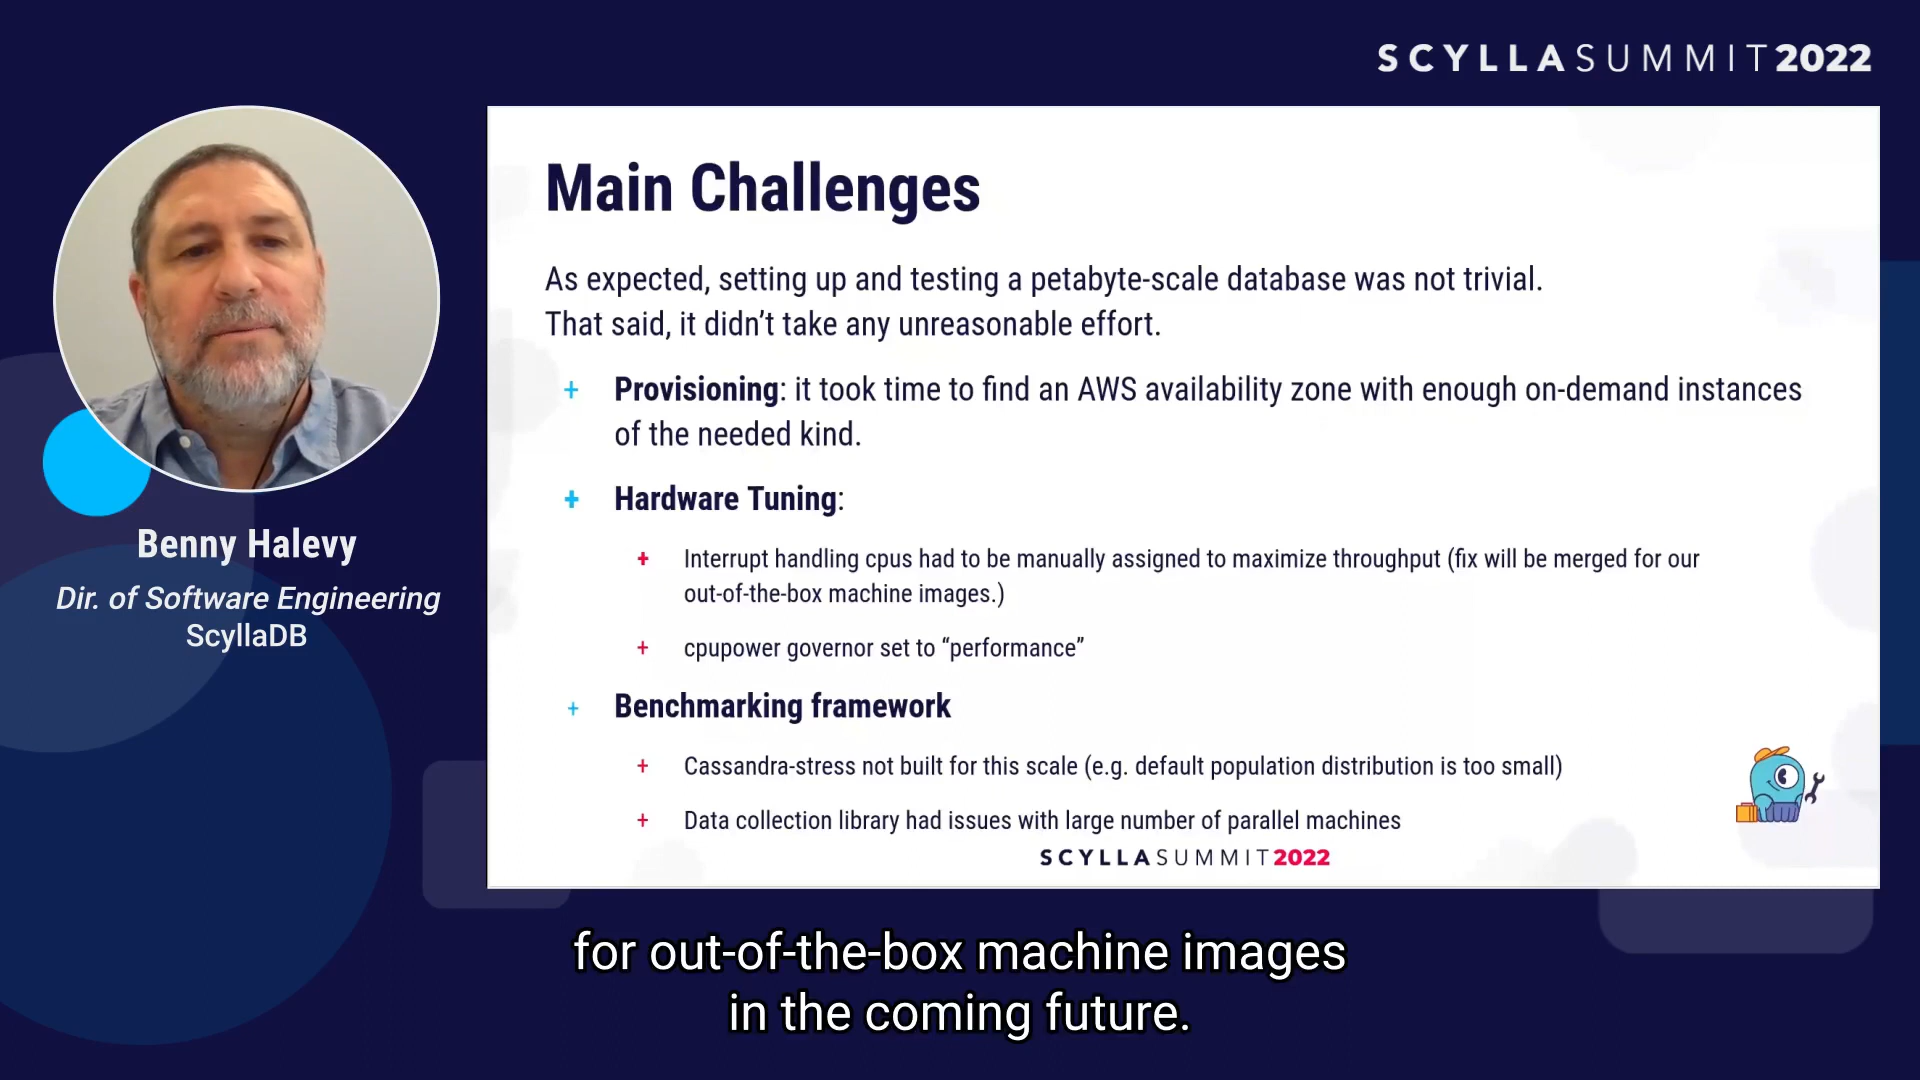 SCYLLASUMMIT2022
Main Challenges
As expected, setting up and testing a petabyte-scale database was not trivial.
That said, it didn’t take any unreasonable effort.
+ Provisioning: it took time to find an AWS availability zone with enough on-demand instances
of the needed kind.
+ Hardware Tuning:
+ Interrupt handling cpus had to be manually assigned to maximize throughput (fix will be merged for our
out-of-the-box machine images.)
+ cpupower governor set to “performance”
+ Benchmarking framework
+ Cassandra-stress not built for this scale (e.g. default population distribution is too small)
+ Data collection library had issues with large number of parallel machines
SCYLLASUMMIT2022
Benny Halevy
Dir. of Software Engineering
ScyllaDB
for out-of-the-box machine images
in the coming future.